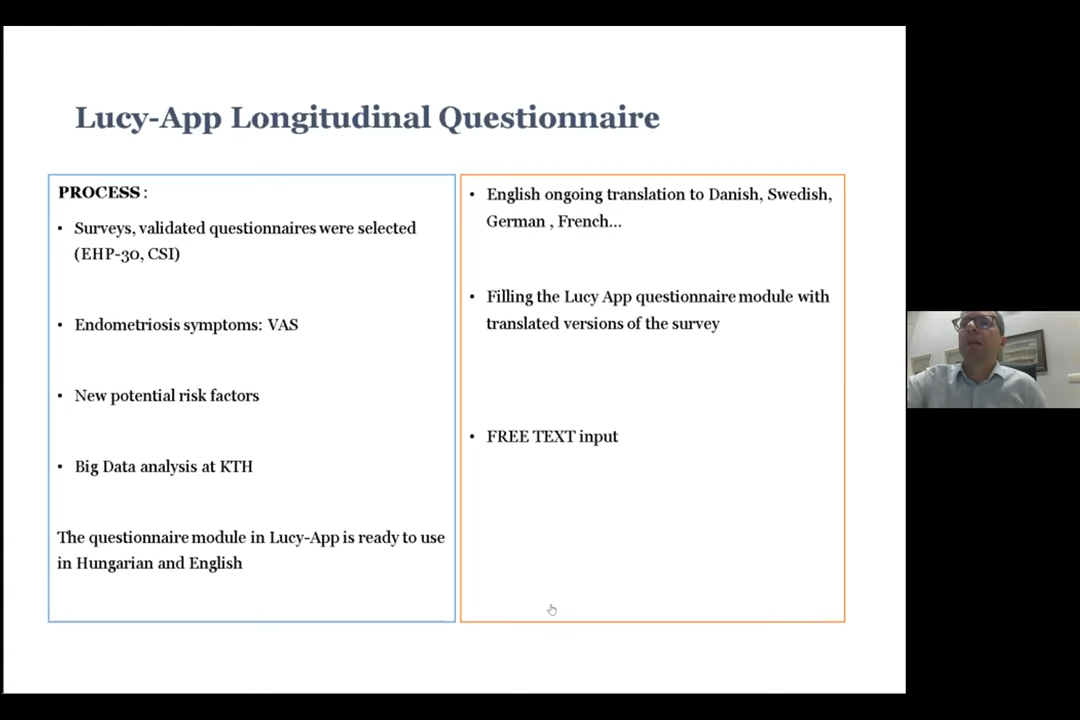 Lucy-App Longitudinal Questionnaire
PROCESS :
• Surveys, validated questionnaires were selected
(EHP-30, CSI)
• Endometriosis symptoms: VAS
• New potential risk factors
• Big Data analysis at KTH
The questionnaire module in Lucy-App is ready to use
in Hungarian and English
• English ongoing translation to Danish, Swedish,
German , French...
• Filling the Lucy App questionnaire module with
translated versions of the survey
• FREE TEXT input